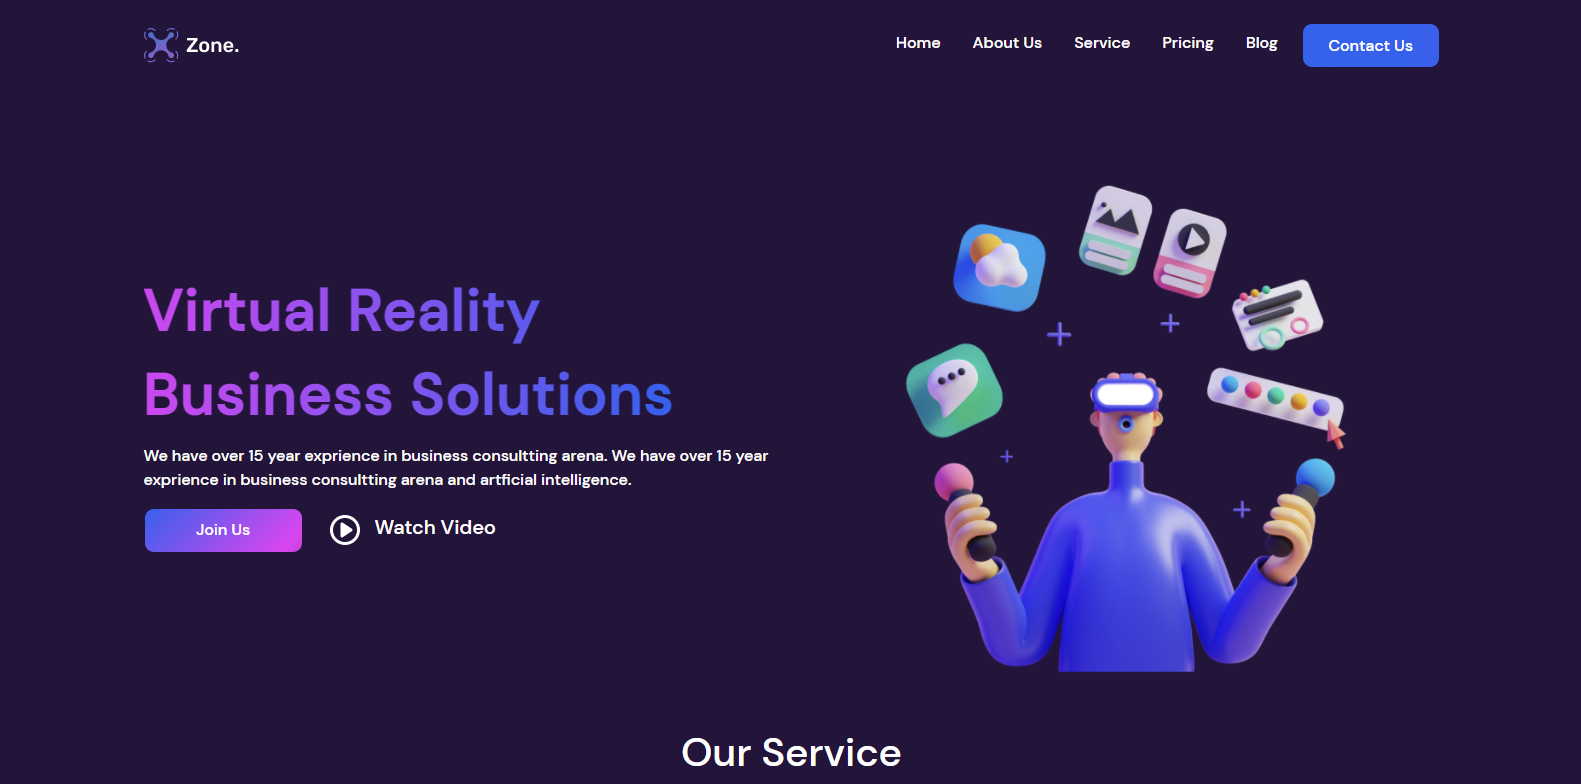 Zone.
Home About Us Service Pricing Blog Contact Us
Virtual Reality
Business Solutions
We have over 15 year exprience in business consultting arena. We have over 15 year
exprience in business consultting arena and artficial intelligence.
Join Us Watch Video
Our Service